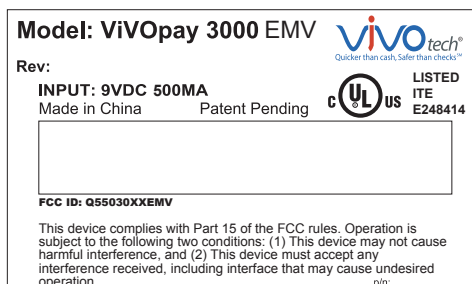 Model: ViVOpay 3000 EMV
ViVOtech®
Quicker than cash, Safer than checks™
Rev:
INPUT: 9VDC 500MA
Made in China Patent Pending
C UL® US
LISTED
ITE
E248414
FCC ID: Q55030XXEMV
This device complies with Part 15 of the FCC rules. Operation is
subject to the following two conditions: (1) This device may not cause
harmful interference, and (2) This device must accept any
interference received, including interface that may cause undesired
operation
p/n: